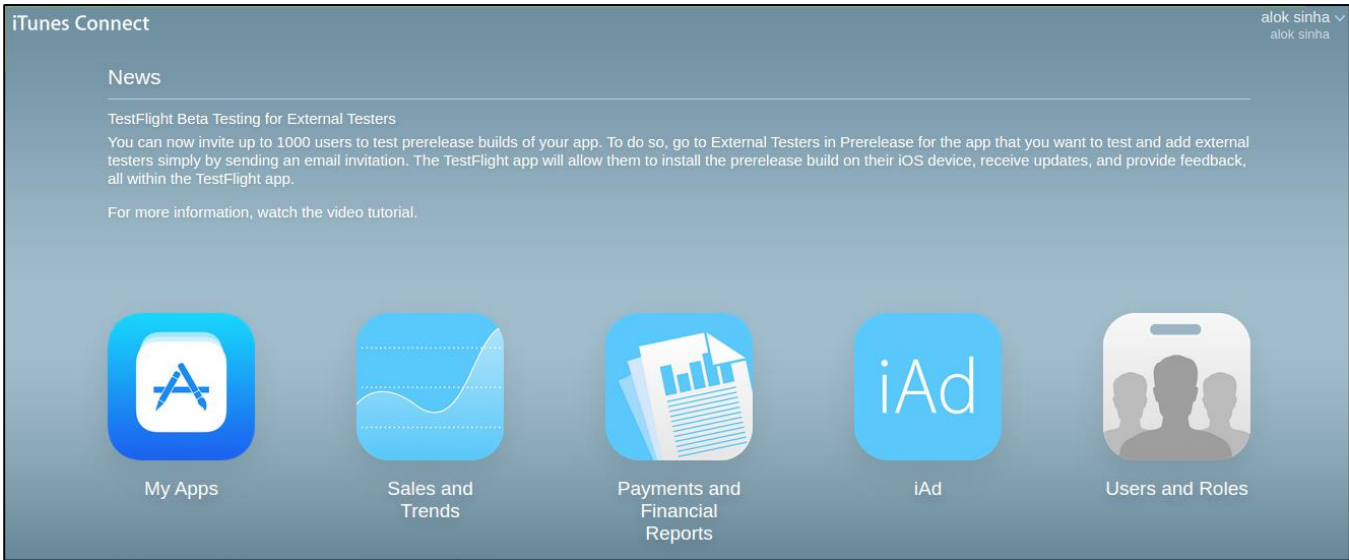 iTunes Connect
alok sinha
alok sinha
News
TestFlight Beta Testing for External Testers
You can now invite up to 1000 users to test prerelease builds of your app. To do so, go to External Testers in Prerelease for the app that you want to test and add external
testers simply by sending an email invitation. The TestFlight app will allow them to install the prerelease build on their iOS device, receive updates, and provide feedback,
all within the TestFlight app.
For more information, watch the video tutorial.
iAd
My Apps
Sales and
Trends
Payments and
Financial
Reports
iAd
Users and Roles